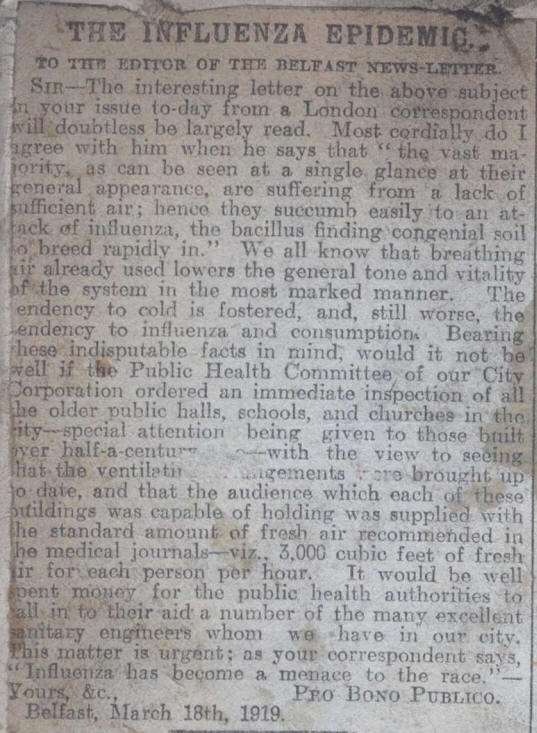 THE INFLUENZA EPIDEMIC.
TO THE EDITOR OF THE BELFAST NEWS-LETTER.
SIR—The interesting letter on the above subject
in your issue to-day from a London correspondent
will doubtless be largely read. Most cordially do I
agree with him when he says that "the vast ma-
jority, as can be seen at a single glance at their
general appearance, are suffering from a lack of
sufficient air; hence they succumb easily to an at-
tack of influenza, the bacillus finding congenial soil
to breed rapidly in." We all know that breathing
air already used lowers the general tone and vitality
of the system in the most marked manner. The
tendency to cold is fostered, and, still worse, the
tendency to influenza and consumption. Bearing
these indisputable facts in mind, would it not be
well if the Public Health Committee of our City
Corporation ordered an immediate inspection of all
the older public halls, schools, and churches in the
city—special attention being given to those built
over half-a-century —with the view to seeing
that the were brought up
to date, and that the audience which each of these
buildings was capable of holding was supplied with
the standard amount of fresh air recommended in
the medical journals—viz., 3,000 cubic feet of fresh
air for each person per hour. It would be well
spent money for the public health authorities to
call in to their aid a number of the many excellent
sanitary engineers whom we have in our city.
This matter is urgent; as your correspondent says,
"Influenza has become a menace to the race."—
Yours, &c., PRO BONO PUBLICO.
Belfast, March 18th, 1919.